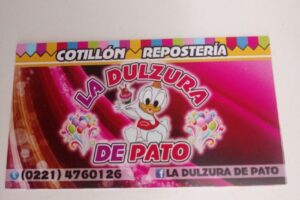 COTILLÓN REPOSTERÍA
LA DULZURA
DE PATO
(0221) 4760126 LA DULZURA DE PATO